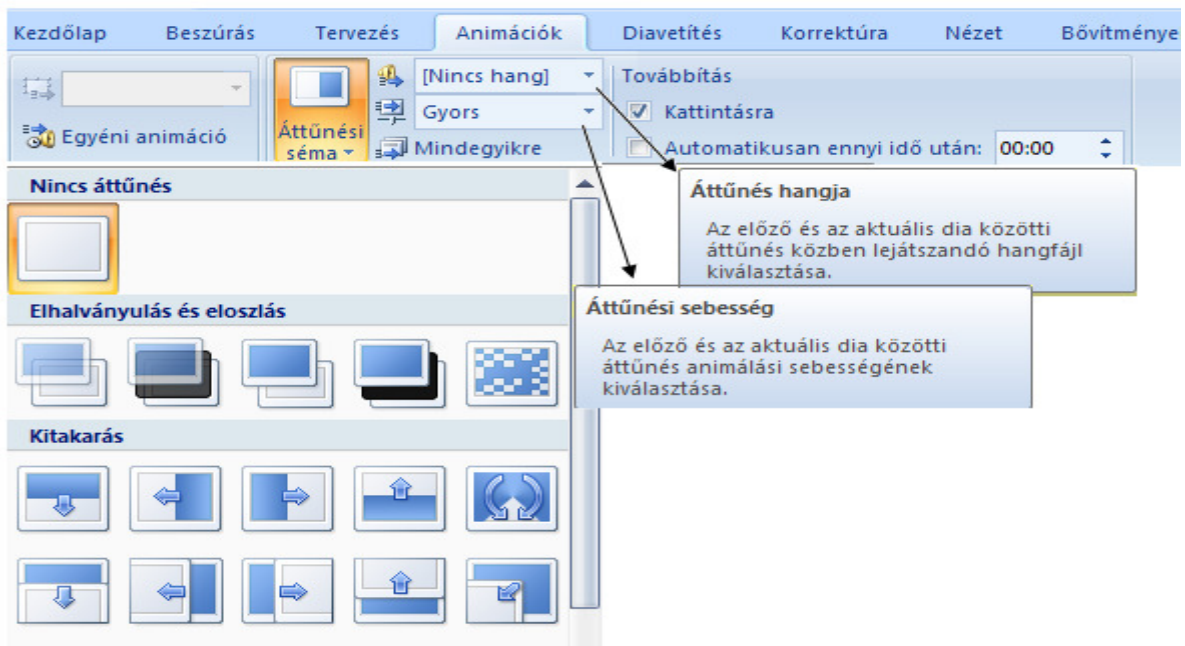 Kezdőlap Beszúrás Tervezés Animációk Diavetítés Korrektúra Nézet Bővítménye
[Nincs hang] Továbbítás
Gyors Kattintásra
Egyéni animáció Áttűnési séma Mindegyikre Automatikusan ennyi idő után: 00:00
Nincs áttűnés
Áttűnés hangja
Az előző és az aktuális dia közötti
áttűnés közben lejátszandó hangfájl
kiválasztása.
Elhalványulás és eloszlás
Áttűnési sebesség
Az előző és az aktuális dia közötti
áttűnés animálási sebességének
kiválasztása.
Kitakarás